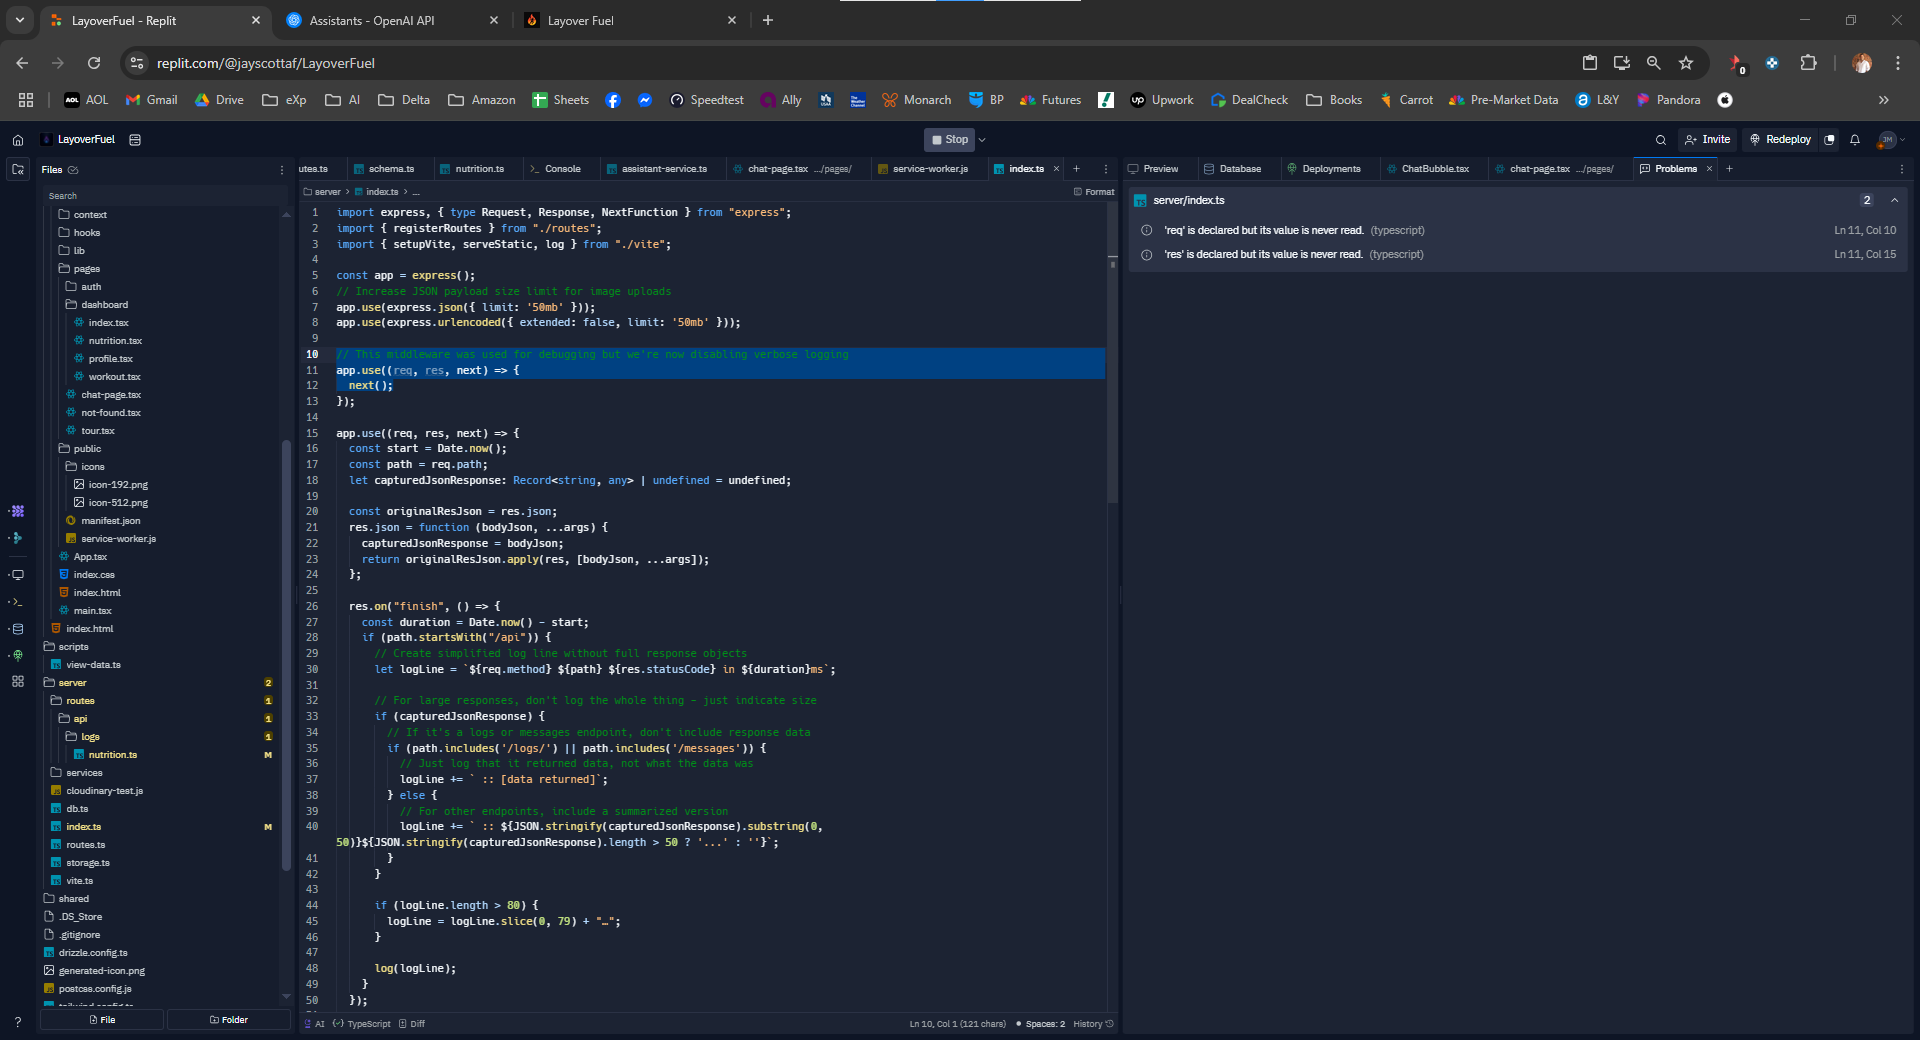 LayoverFuel - Replit
Assistants - OpenAI API
Layover Fuel
replit.com/@jayscottaf/LayoverFuel
0
AOL
Gmail
Drive
eXp
AI
Delta
Amazon
Sheets
Speedtest
Ally
Monarch
BP
Futures
Upwork
DealCheck
Books
Carrot
Pre-Market Data
L&Y
Pandora
LayoverFuel
Stop
Invite
Redeploy
JM
Files
Search
context
hooks
lib
pages
auth
dashboard
index.tsx
nutrition.tsx
profile.tsx
workout.tsx
chat-page.tsx
not-found.tsx
tour.tsx
public
icons
icon-192.png
icon-512.png
manifest.json
service-worker.js
App.tsx
index.css
index.html
main.tsx
index.html
scripts
view-data.ts
server 2
routes 1
api 1
logs 1
nutrition.ts M
services
cloudinary-test.js
db.ts
index.ts M
routes.ts
storage.ts
vite.ts
shared
.DS_Store
.gitignore
drizzle.config.ts
generated-icon.png
postcss.config.js
tailwind.config.ts
File
Folder
utes.ts
schema.ts
nutrition.ts
Console
assistant-service.ts
chat-page.tsx .../pages/
service-worker.js
index.ts
server > index.ts > ...
Format
1 import express, { type Request, Response, NextFunction } from "express";
2 import { registerRoutes } from "./routes";
3 import { setupVite, serveStatic, log } from "./vite";
4
5 const app = express();
6 // Increase JSON payload size limit for image uploads
7 app.use(express.json({ limit: '50mb' }));
8 app.use(express.urlencoded({ extended: false, limit: '50mb' }));
9
10 // This middleware was used for debugging but we're now disabling verbose logging
11 app.use((req, res, next) => {
12 next();
13 });
14
15 app.use((req, res, next) => {
16 const start = Date.now();
17 const path = req.path;
18 let capturedJsonResponse: Record<string, any> | undefined = undefined;
19
20 const originalResJson = res.json;
21 res.json = function (bodyJson, ...args) {
22 capturedJsonResponse = bodyJson;
23 return originalResJson.apply(res, [bodyJson, ...args]);
24 };
25
26 res.on("finish", () => {
27 const duration = Date.now() - start;
28 if (path.startsWith("/api")) {
29 // Create simplified log line without full response objects
30 let logLine = `${req.method} ${path} ${res.statusCode} in ${duration}ms`;
31
32 // For large responses, don't log the whole thing - just indicate size
33 if (capturedJsonResponse) {
34 // If it's a logs or messages endpoint, don't include response data
35 if (path.includes('/logs/') || path.includes('/messages')) {
36 // Just log that it returned data, not what the data was
37 logLine += ` :: [data returned]`;
38 } else {
39 // For other endpoints, include a summarized version
40 logLine += ` :: ${JSON.stringify(capturedJsonResponse).substring(0,
50)}${JSON.stringify(capturedJsonResponse).length > 50 ? '...' : ''}`;
41 }
42 }
43
44 if (logLine.length > 80) {
45 logLine = logLine.slice(0, 79) + "…";
46 }
47
48 log(logLine);
49 }
50 });
AI
TypeScript
Diff
Ln 10, Col 1 (121 chars)
Spaces: 2
History
Preview
Database
Deployments
ChatBubble.tsx
chat-page.tsx .../pages/
Problems
server/index.ts 2
'req' is declared but its value is never read. (typescript) Ln 11, Col 10
'res' is declared but its value is never read. (typescript) Ln 11, Col 15